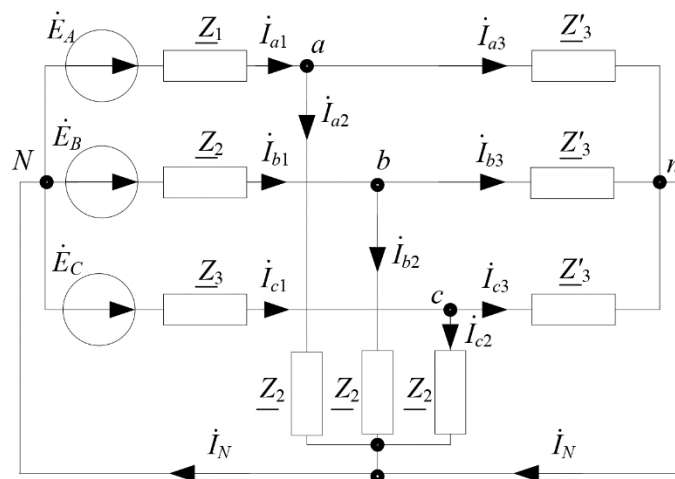 Ė_A Z_1 İ_a1 a İ_a3 Z'_3
İ_a2
N Ė_B Z_2 İ_b1 b İ_b3 Z'_3 n
İ_b2
Ė_C Z_3 İ_c1 c İ_c3 Z'_3
İ_c2
Z_2 Z_2 Z_2
İ_N İ_N